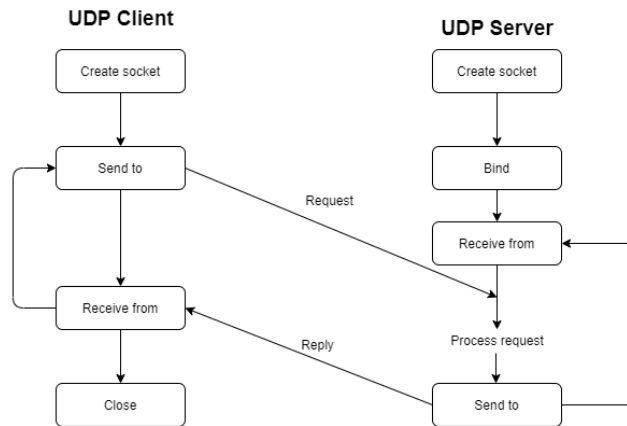 UDP Client
UDP Server
Create socket
Create socket
Send to
Bind
Request
Receive from
Receive from
Reply
Process request
Close
Send to